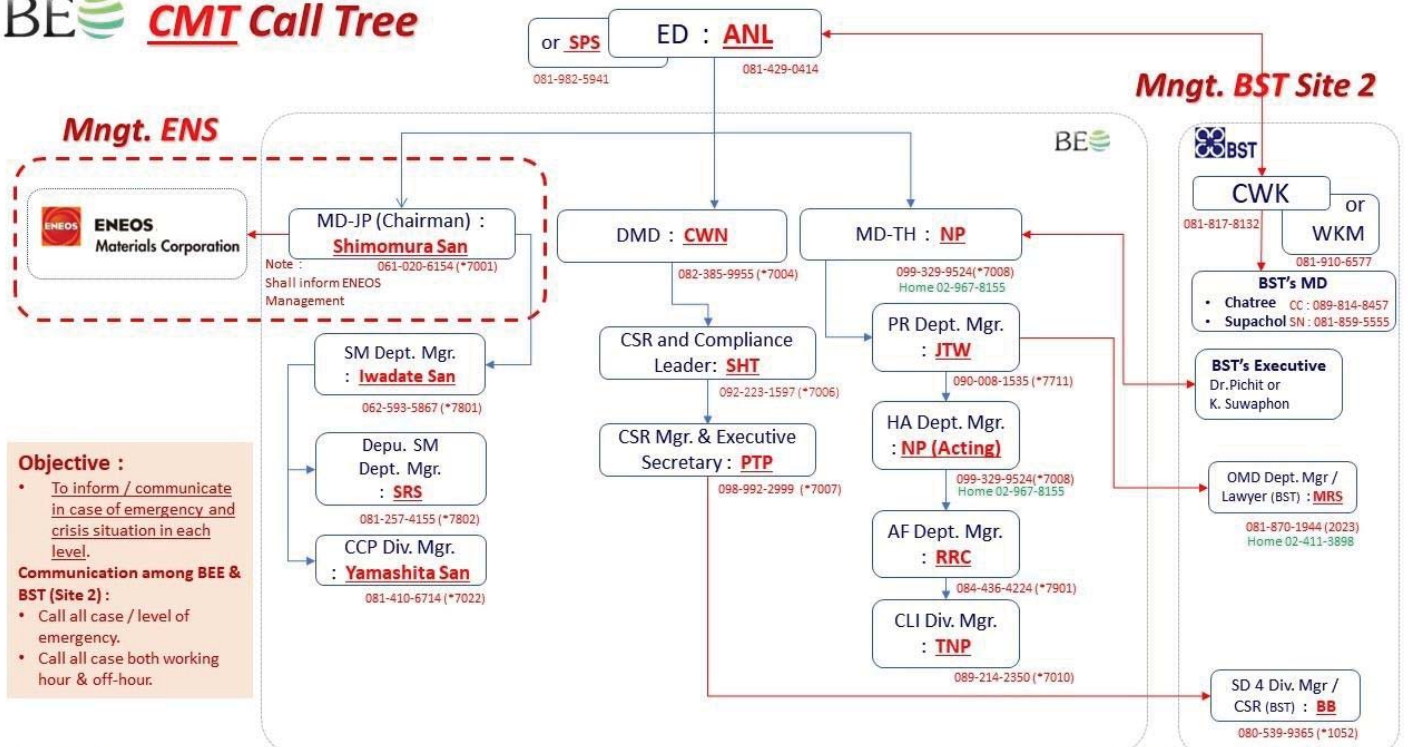 BE CMT Call Tree
or SPS
081-982-5941
ED : ANL
081-429-0414
Mngt. BST Site 2
Mngt. ENS
BE
BST
ENEOS
ENEOS
Materials Corporation
MD-JP (Chairman) :
Shimomura San
061-020-6154 (*7001)
Note :
Shall inform ENEOS
Management
DMD : CWN
082-385-9955 (*7004)
MD-TH : NP
099-329-9524(*7008)
Home 02-967-8155
CWK
081-817-8132
or
WKM
081-910-6577
BST's MD
• Chatree CC : 089-814-8457
• Supachol SN : 081-859-5555
SM Dept. Mgr.
: Iwadate San
062-593-5867 (*7801)
CSR and Compliance
Leader: SHT
092-223-1597 (*7006)
PR Dept. Mgr.
: JTW
090-008-1535 (*7711)
BST's Executive
Dr.Pichit or
K. Suwaphon
Depu. SM
Dept. Mgr.
: SRS
081-257-4155 (*7802)
CSR Mgr. & Executive
Secretary : PTP
098-992-2999 (*7007)
HA Dept. Mgr.
: NP (Acting)
099-329-9524(*7008)
Home 02-967-8155
OMD Dept. Mgr /
Lawyer (BST) : MRS
081-870-1944 (2023)
Home 02-411-3898
CCP Div. Mgr.
: Yamashita San
081-410-6714 (*7022)
AF Dept. Mgr.
: RRC
084-436-4224 (*7901)
CLI Div. Mgr.
: TNP
089-214-2350 (*7010)
SD 4 Div. Mgr /
CSR (BST) : BB
080-539-9365 (*1052)
Objective :
• To inform / communicate
in case of emergency and
crisis situation in each
level.
Communication among BEE &
BST (Site 2) :
• Call all case / level of
emergency.
• Call all case both working
hour & off-hour.